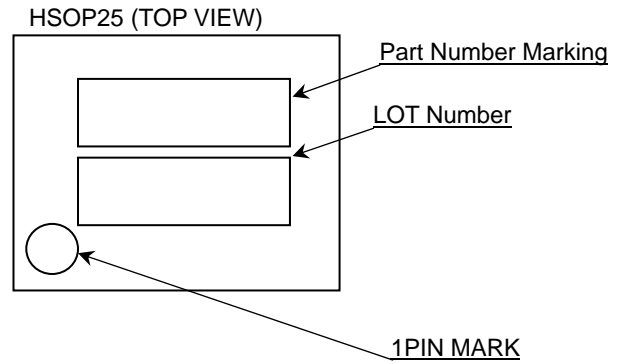 HSOP25 (TOP VIEW)
Part Number Marking
LOT Number
1PIN MARK